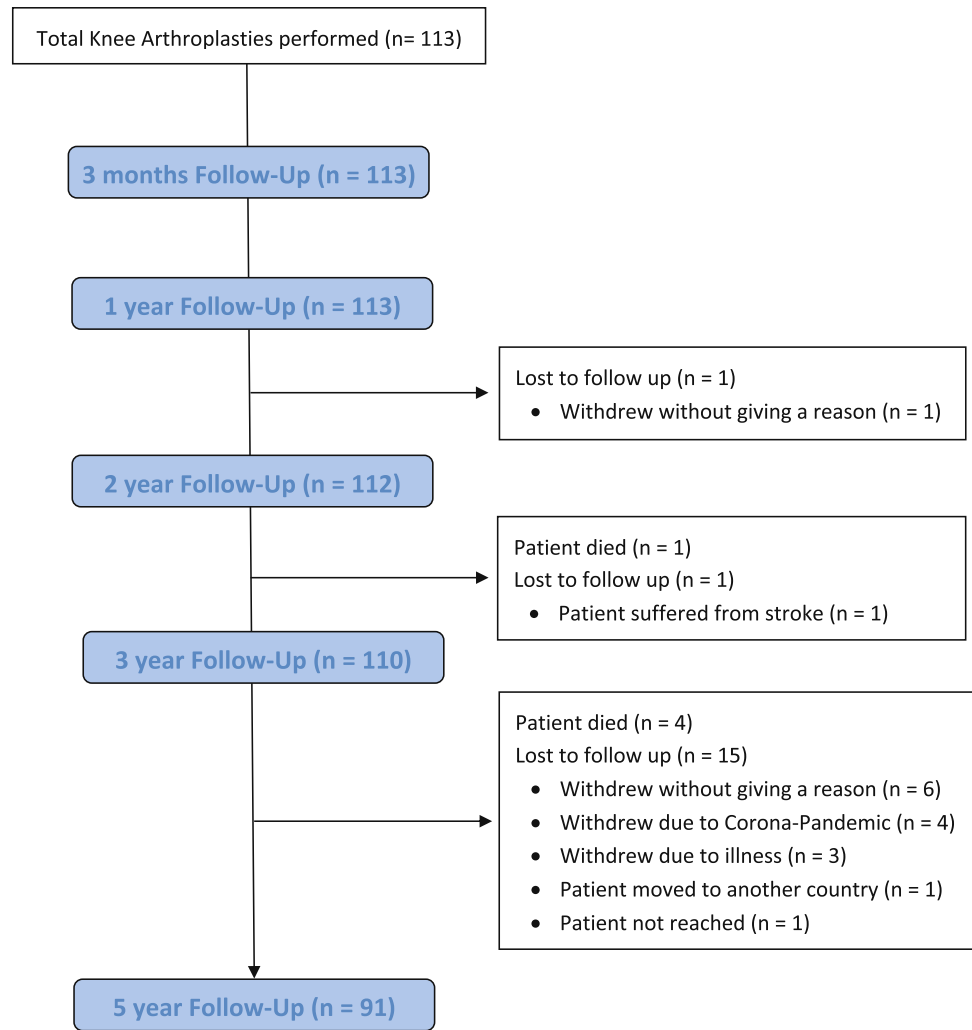 Total Knee Arthroplasties performed (n= 113)
3 months Follow-Up (n = 113)
1 year Follow-Up (n = 113)
Lost to follow up (n = 1)
• Withdrew without giving a reason (n = 1)
2 year Follow-Up (n = 112)
Patient died (n = 1)
Lost to follow up (n = 1)
• Patient suffered from stroke (n = 1)
3 year Follow-Up (n = 110)
Patient died (n = 4)
Lost to follow up (n = 15)
• Withdrew without giving a reason (n = 6)
• Withdrew due to Corona-Pandemic (n = 4)
• Withdrew due to illness (n = 3)
• Patient moved to another country (n = 1)
• Patient not reached (n = 1)
5 year Follow-Up (n = 91)